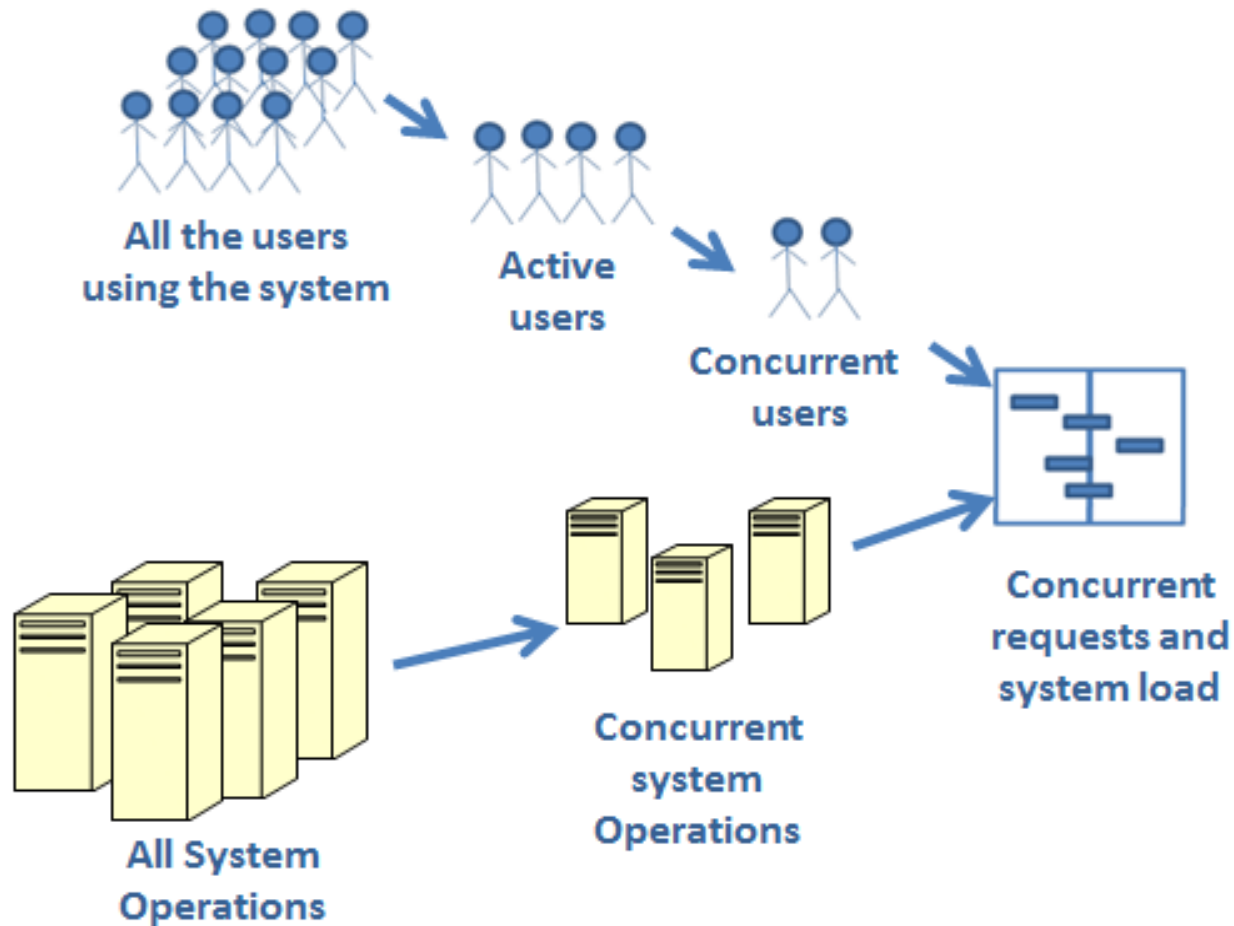 All the users
using the system
Active
users
Concurrent
users
Concurrent
requests and
system load
Concurrent
system
Operations
All System
Operations